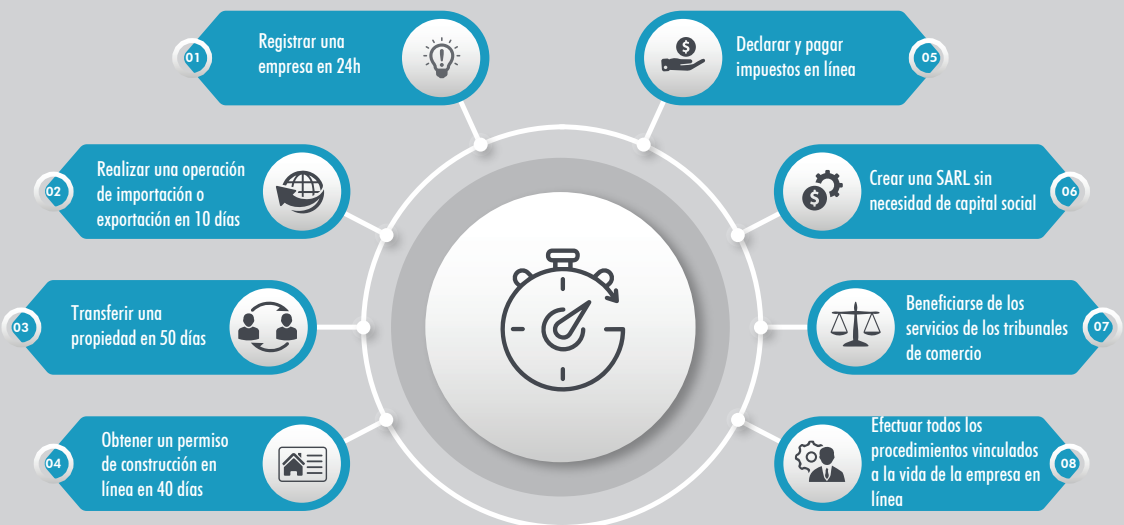 01
Registrar una
empresa en 24h
02
Realizar una operación
de importación o
exportación en 10 días
03
Transferir una
propiedad en 50 días
04
Obtener un permiso
de construcción en
línea en 40 días
$
Declarar y pagar
impuestos en línea
05
$
Crear una SARL sin
necesidad de capital social
06
Beneficiarse de los
servicios de los tribunales
de comercio
07
Efectuar todos los
procedimientos vinculados
a la vida de la empresa en
línea
08